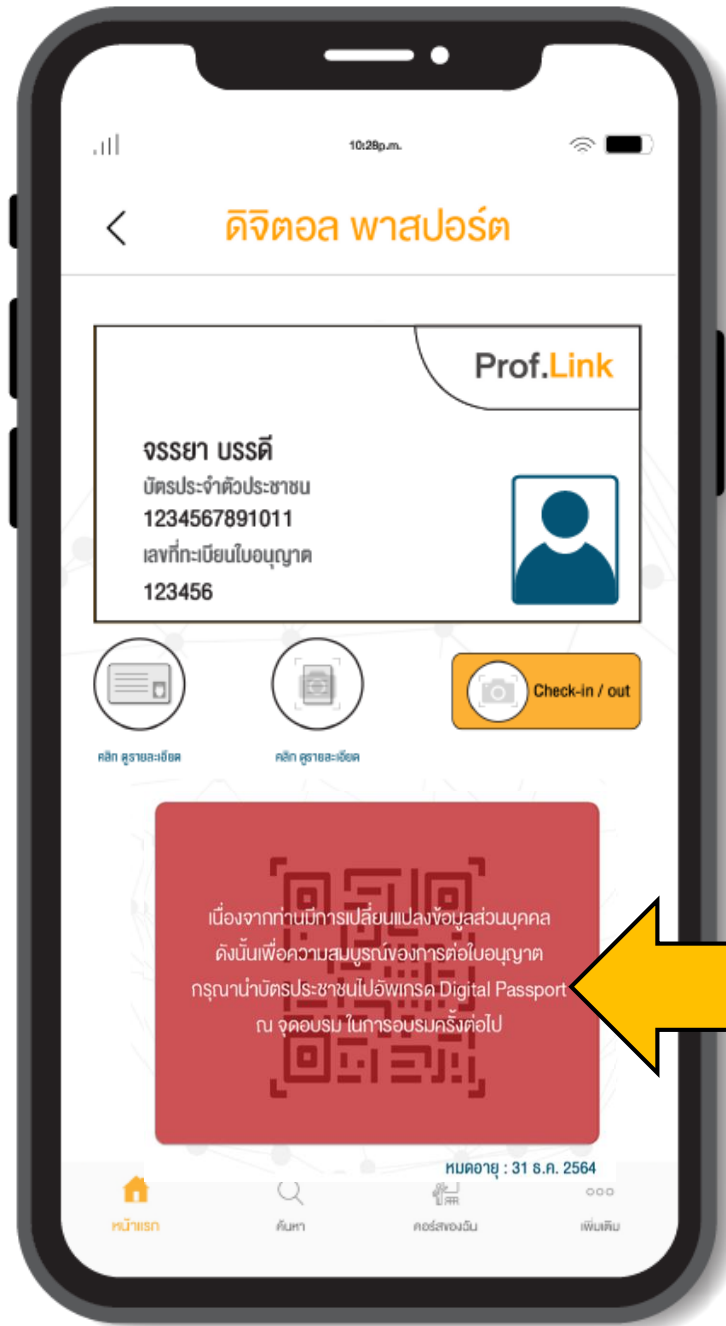 10:28p.m.
ดิจิตอล พาสปอร์ต
Prof.Link
จรรยา บรรดี
บัตรประจำตัวประชาชน
1234567891011
เลขที่ทะเบียนใบอนุญาต
123456
Check-in / out
คลิก ดูรายละเอียด
คลิก ดูรายละเอียด
เนื่องจากท่านมีการเปลี่ยนแปลงข้อมูลส่วนบุคคล
ดังนั้นเพื่อความสมบูรณ์ของการต่อใบอนุญาต
กรุณานำบัตรประชาชนไปอัพเกรด Digital Passport
ณ จุดอบรม ในการอบรมครั้งต่อไป
หมดอายุ : 31 ธ.ค. 2564
หน้าแรก
ค้นหา
คอร์สของฉัน
เพิ่มเติม